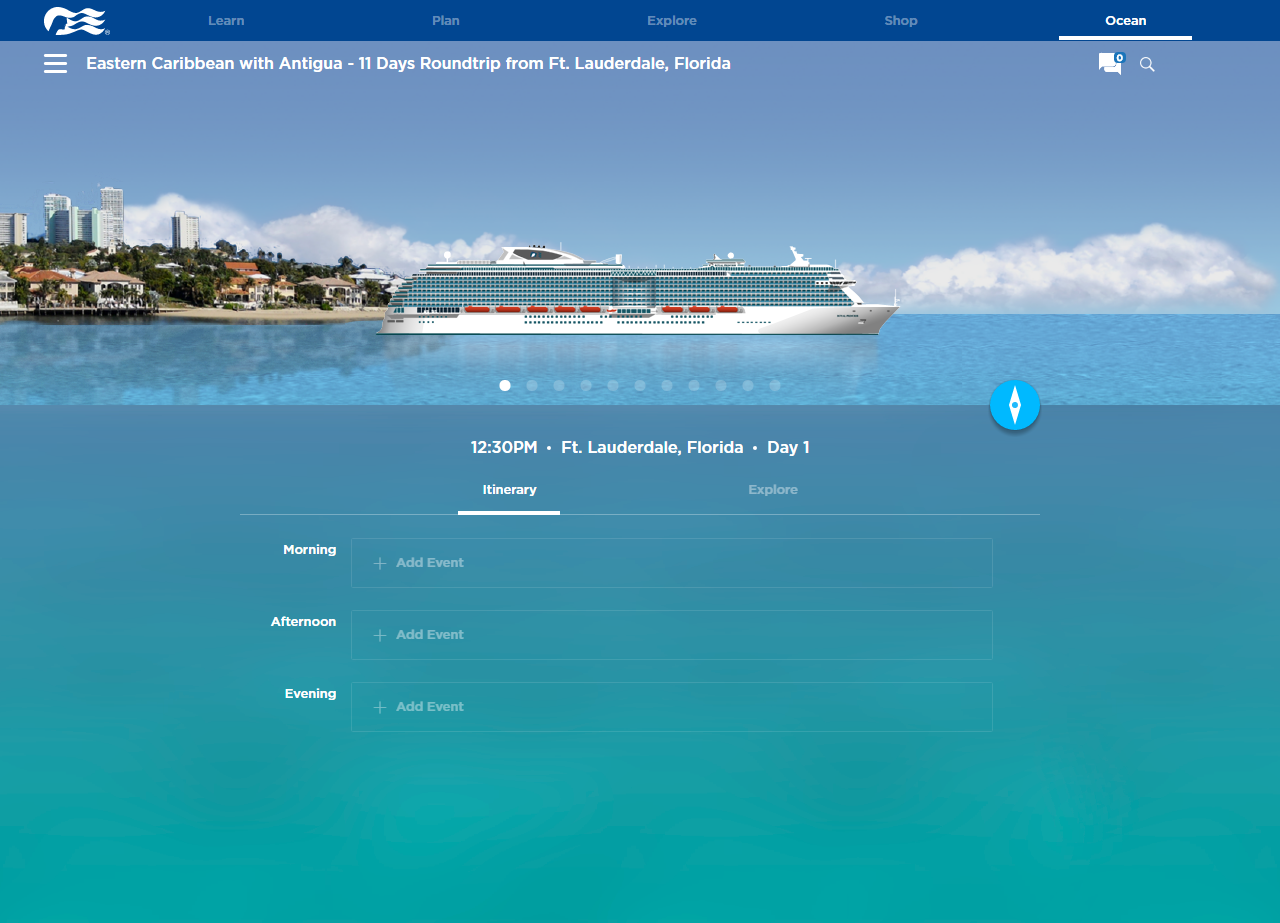 Learn
Plan
Explore
Shop
Ocean
Eastern Caribbean with Antigua - 11 Days Roundtrip from Ft. Lauderdale, Florida
0
12:30PM • Ft. Lauderdale, Florida • Day 1
Itinerary
Explore
Morning
+ Add Event
Afternoon
+ Add Event
Evening
+ Add Event